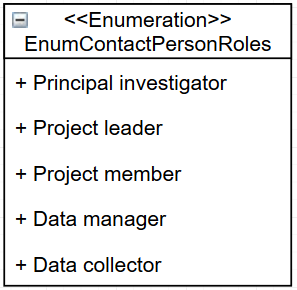 <<Enumeration>>
EnumContactPersonRoles
+ Principal investigator
+ Project leader
+ Project member
+ Data manager
+ Data collector